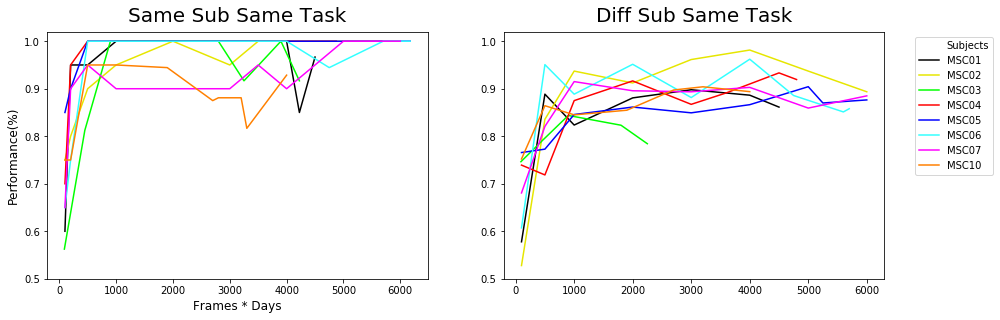 Same Sub Same Task
Diff Sub Same Task
Performance(%)
1.0
0.9
0.8
0.7
0.6
0.5
0
1000
2000
3000
4000
5000
6000
Frames * Days
1.0
0.9
0.8
0.7
0.6
0.5
0
1000
2000
3000
4000
5000
6000
Subjects
MSC01
MSC02
MSC03
MSC04
MSC05
MSC06
MSC07
MSC10